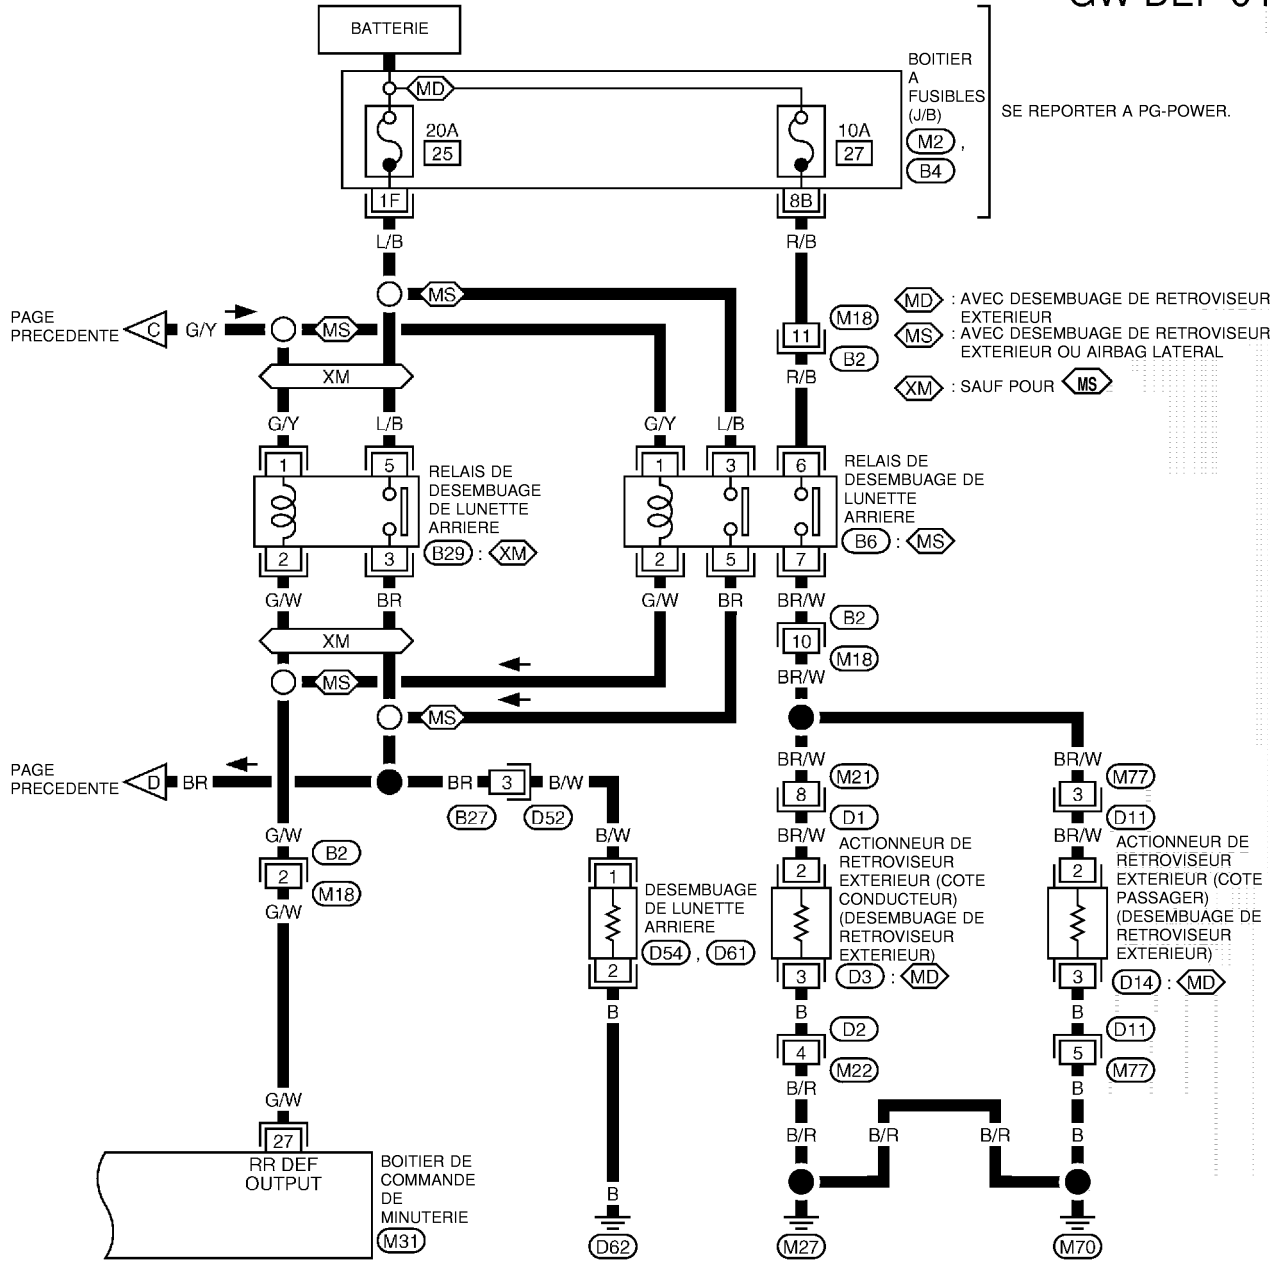 BATTERIE
MD
20A
25
10A
27
BOITIER
A
FUSIBLES
(J/B)
M2 ,
B4
SE REPORTER A PG-POWER.
1F
8B
L/B
R/B
MS
PAGE
PRECEDENTE
C
G/Y
MS
XM
11
M18
B2
R/B
MD : AVEC DESEMBUAGE DE RETROVISEUR
EXTERIEUR
MS : AVEC DESEMBUAGE DE RETROVISEUR
EXTERIEUR OU AIRBAG LATERAL
XM : SAUF POUR MS
G/Y
L/B
G/Y
L/B
1
5
RELAIS DE
DESEMBUAGE
DE LUNETTE
ARRIERE
B29 : XM
2
3
1
3
6
RELAIS DE
DESEMBUAGE DE
LUNETTE
ARRIERE
B6 : MS
2
5
7
G/W
BR
G/W
BR
BR/W
XM
B2
10
M18
BR/W
MS
MS
PAGE
PRECEDENTE
D
BR
BR
3
B/W
B27
D52
BR/W
M21
8
D1
BR/W
BR/W
M77
3
D11
BR/W
G/W
B2
2
M18
G/W
B/W
1
DESEMBUAGE
DE LUNETTE
ARRIERE
D54 , D61
2
B
2
ACTIONNEUR DE
RETROVISEUR
EXTERIEUR (COTE
CONDUCTEUR)
(DESEMBUAGE DE
RETROVISEUR
EXTERIEUR)
D3 : MD
3
B
2
ACTIONNEUR DE
RETROVISEUR
EXTERIEUR (COTE
PASSAGER)
(DESEMBUAGE DE
RETROVISEUR
EXTERIEUR)
D14 : MD
3
B
D2
4
M22
B/R
D11
5
M77
B
G/W
27
RR DEF
OUTPUT
BOITIER DE
COMMANDE
DE
MINUTERIE
M31
B
D62
B/R
B/R
B/R
B
M27
M70